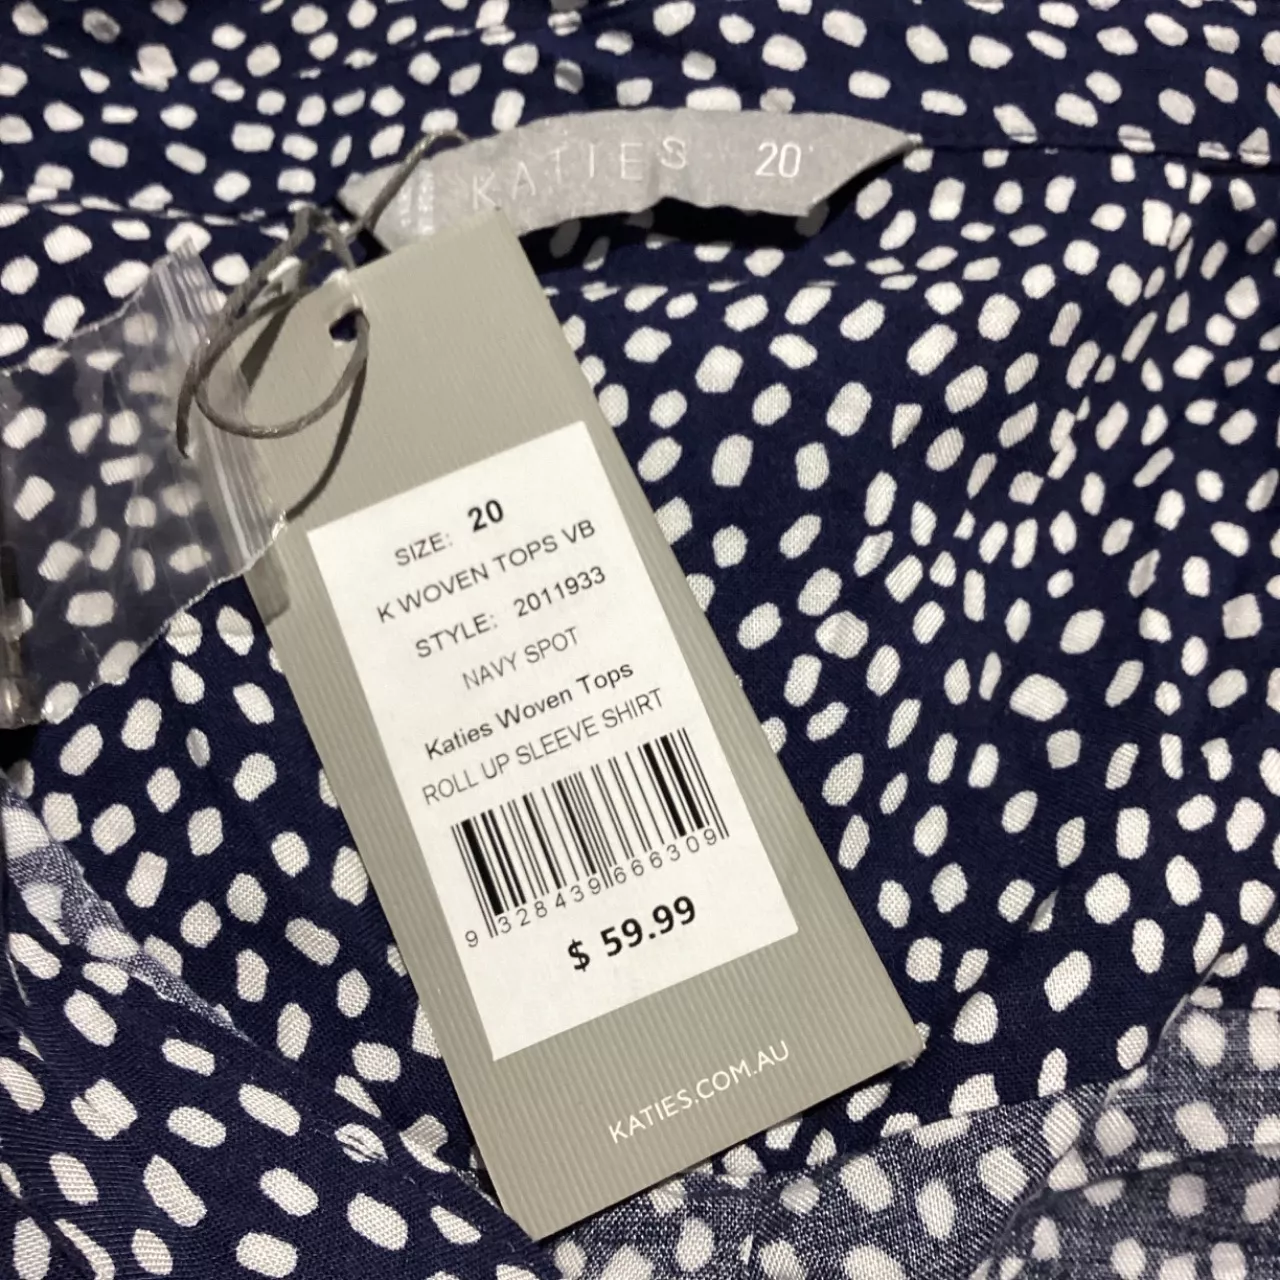 KATIES 20
SIZE: 20
K WOVEN TOPS VB
STYLE: 2011933
NAVY SPOT
Katies Woven Tops
ROLL UP SLEEVE SHIRT
9 328439 666309
$ 59.99
KATIES.COM.AU